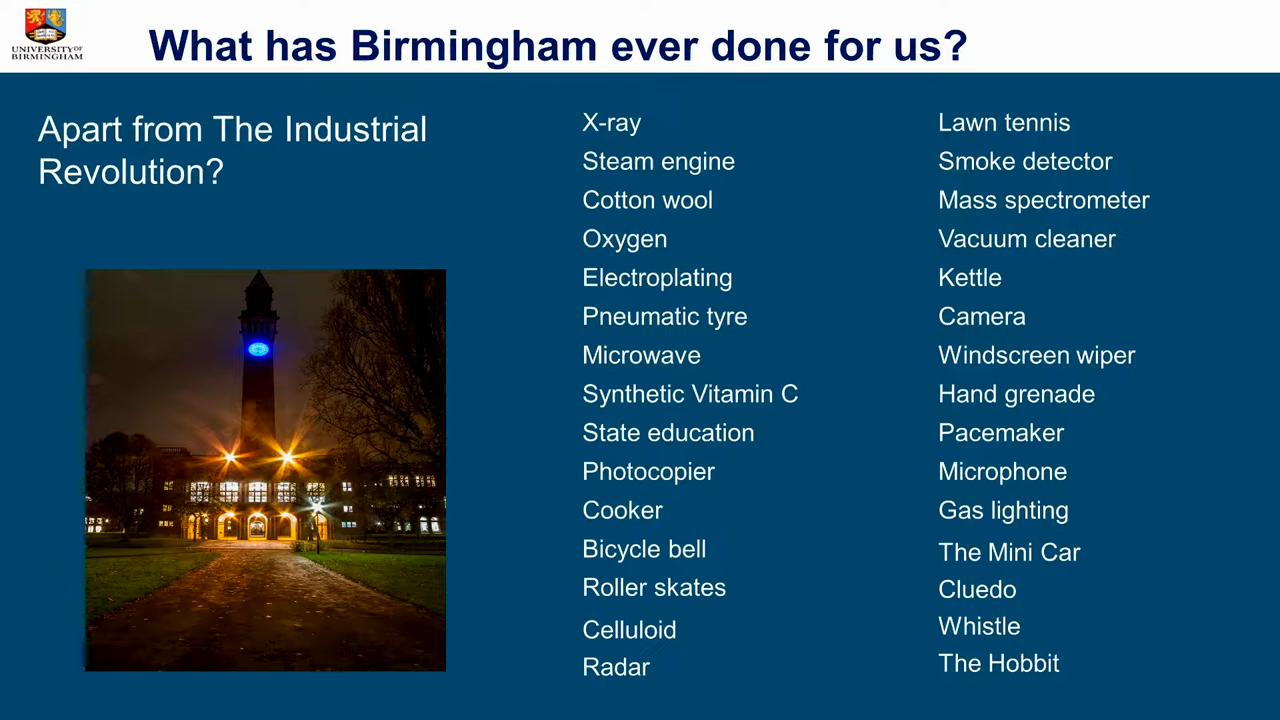 UNIVERSITY OF
BIRMINGHAM
What has Birmingham ever done for us?
Apart from The Industrial
Revolution?
X-ray
Steam engine
Cotton wool
Oxygen
Electroplating
Pneumatic tyre
Microwave
Synthetic Vitamin C
State education
Photocopier
Cooker
Bicycle bell
Roller skates
Celluloid
Radar
Lawn tennis
Smoke detector
Mass spectrometer
Vacuum cleaner
Kettle
Camera
Windscreen wiper
Hand grenade
Pacemaker
Microphone
Gas lighting
The Mini Car
Cluedo
Whistle
The Hobbit